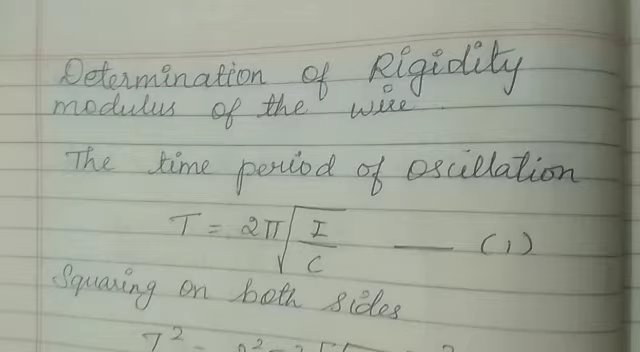 Determination of Rigidity
modulus of the wire.
The time period of oscillation
T = 2π√(I/C) — (1)
Squaring on both sides